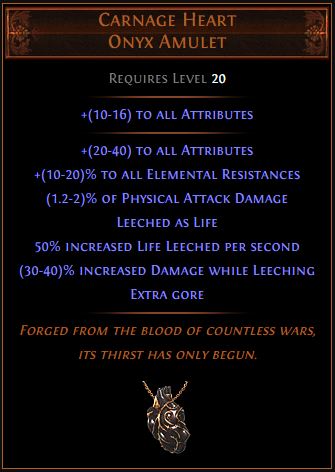 Carnage Heart
Onyx Amulet
Requires Level 20
+(10-16) to all Attributes
+(20-40) to all Attributes
+(10-20)% to all Elemental Resistances
(1.2-2)% of Physical Attack Damage
Leeched as Life
50% increased Life Leeched per second
(30-40)% increased Damage while Leeching
Extra gore
Forged from the blood of countless wars,
its thirst has only begun.